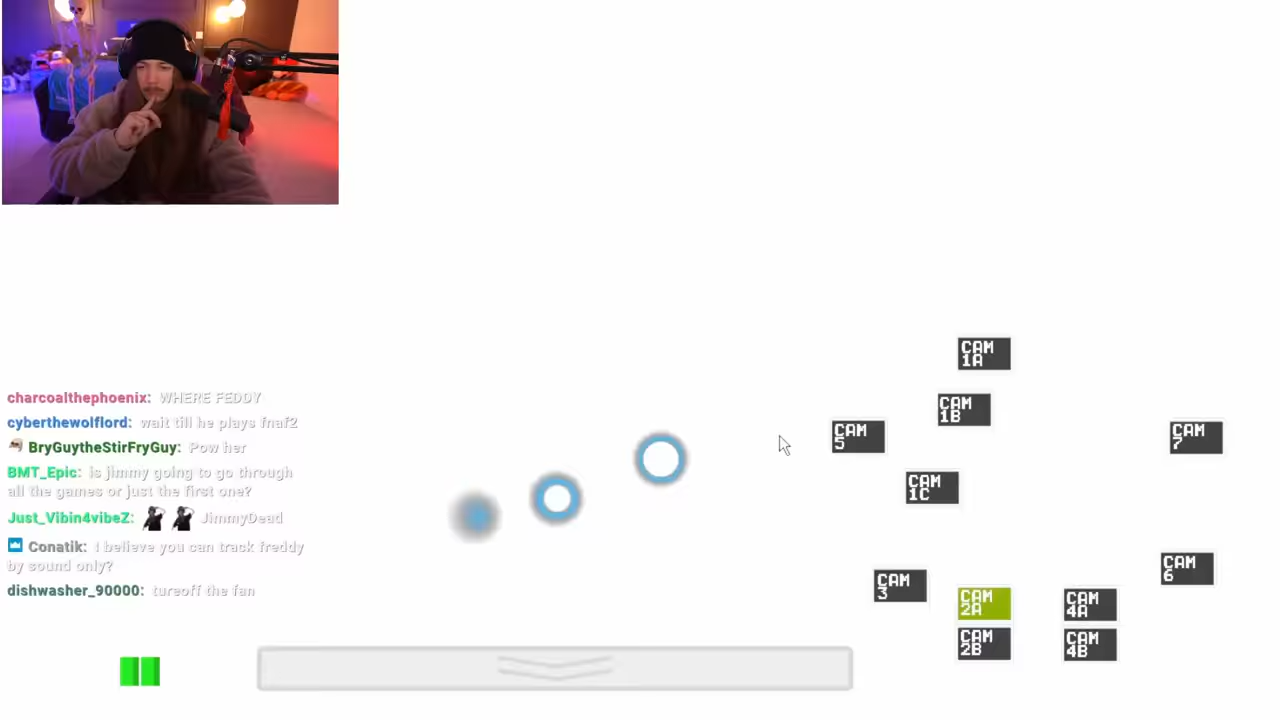 CAM
1A
CAM
1B
CAM
5
CAM
7
CAM
1C
CAM
6
CAM
3
CAM
2A
CAM
4A
CAM
2B
CAM
4B
charcoalthephoenix: WHERE FEDDY
cyberthewolflord: wait till he plays fnaf2
BryGuytheStirFryGuy: Pow her
BMT_Epic: is jimmy going to go through
all the games or just the first one?
Just_Vibin4vibeZ: JimmyDead
Conatik: I believe you can track freddy
by sound only?
dishwasher_90000: tureoff the fan